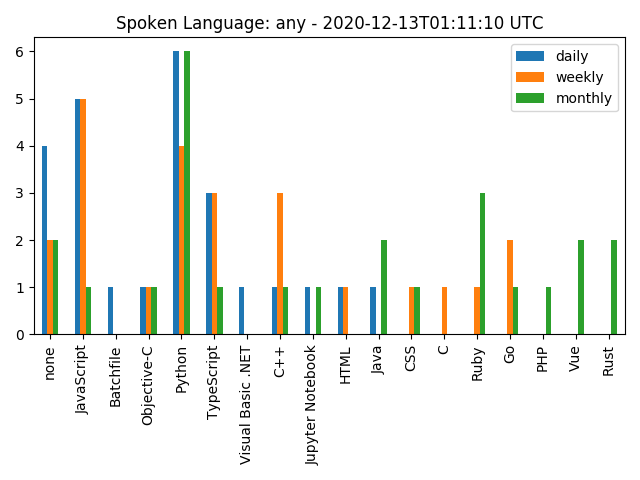 Spoken Language: any - 2020-12-13T01:11:10 UTC
daily
weekly
monthly
6
5
4
3
2
1
0
none
JavaScript
Batchfile
Objective-C
Python
TypeScript
Visual Basic .NET
C++
Jupyter Notebook
HTML
Java
CSS
C
Ruby
Go
PHP
Vue
Rust